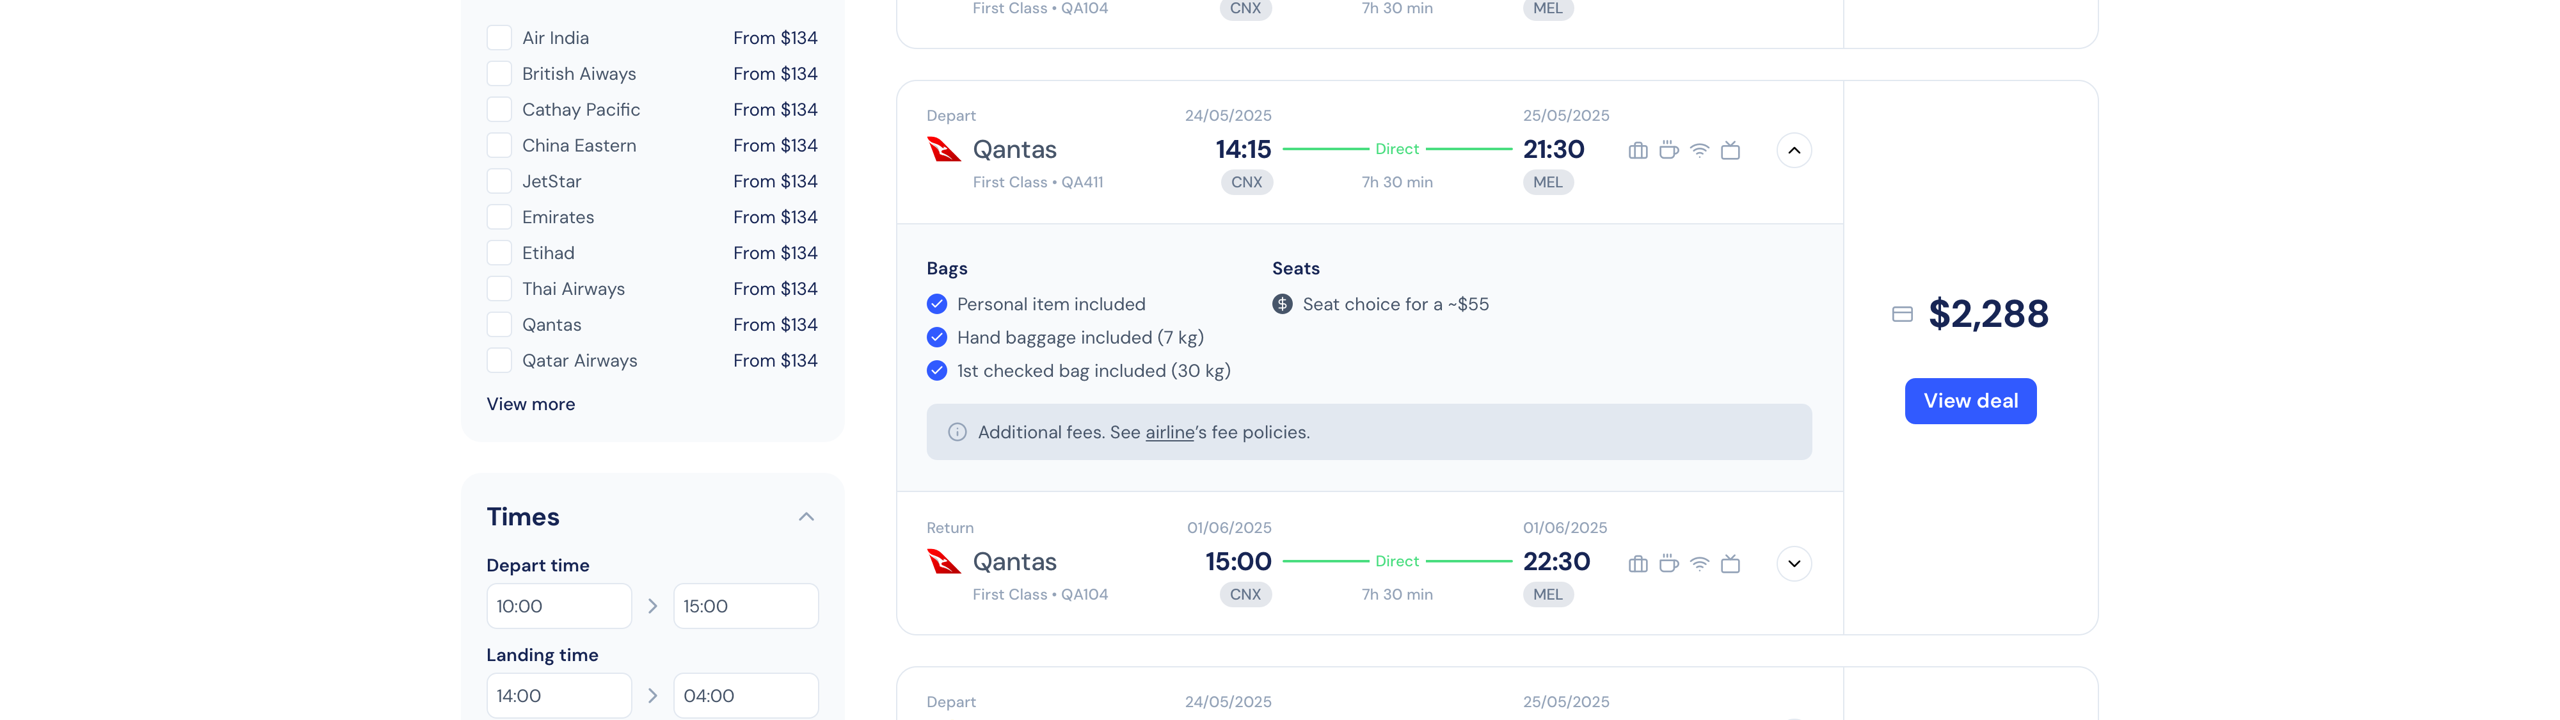 Air India From $134
British Aiways From $134
Cathay Pacific From $134
China Eastern From $134
JetStar From $134
Emirates From $134
Etihad From $134
Thai Airways From $134
Qantas From $134
Qatar Airways From $134
View more
Times
Depart time
10:00 15:00
Landing time
14:00 04:00
First Class • QA104 CNX 7h 30 min MEL
Depart 24/05/2025 25/05/2025
Qantas 14:15 Direct 21:30
First Class • QA411 CNX 7h 30 min MEL
Bags Seats
Personal item included $ Seat choice for a ~$55
Hand baggage included (7 kg)
1st checked bag included (30 kg)
Additional fees. See airline’s fee policies.
Return 01/06/2025 01/06/2025
Qantas 15:00 Direct 22:30
First Class • QA104 CNX 7h 30 min MEL
$2,288
View deal
Depart 24/05/2025 25/05/2025